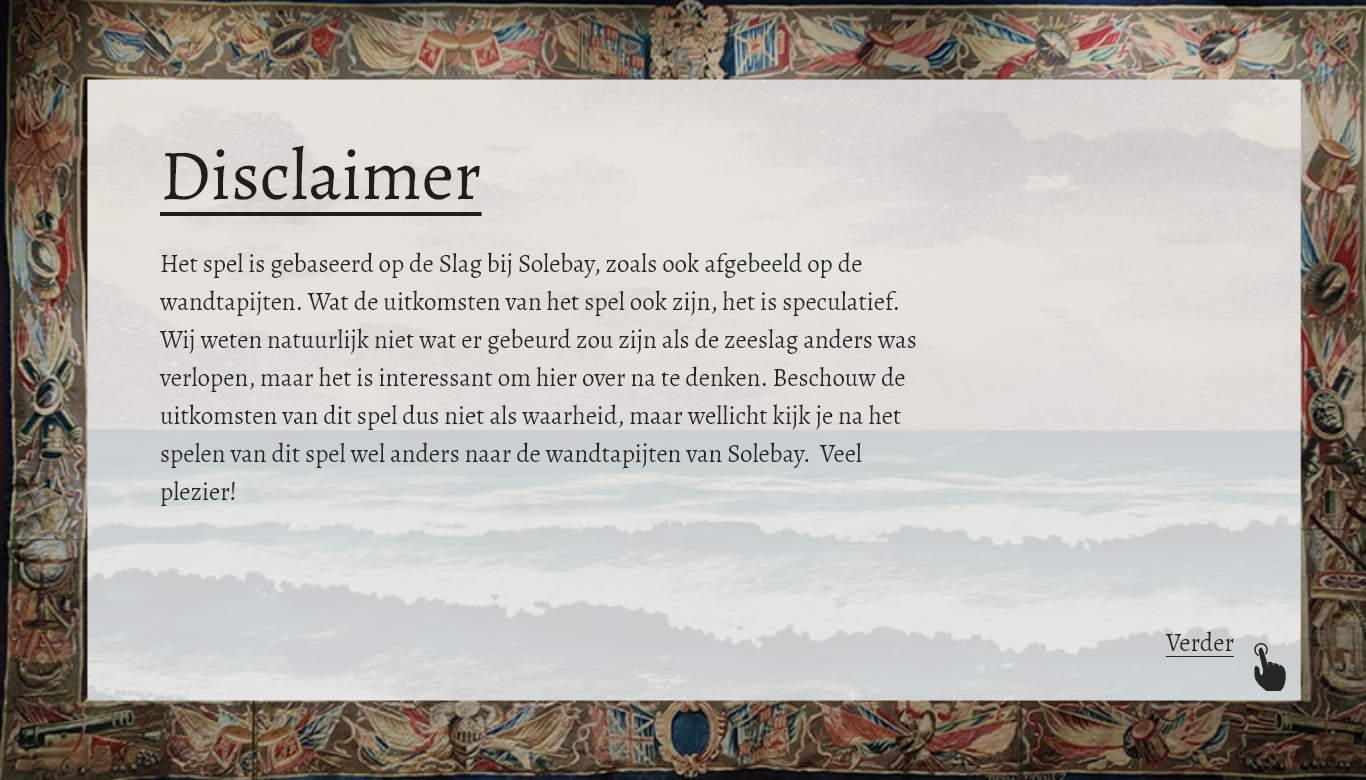 Disclaimer
Het spel is gebaseerd op de Slag bij Solebay, zoals ook afgebeeld op de
wandtapijten. Wat de uitkomsten van het spel ook zijn, het is speculatief.
Wij weten natuurlijk niet wat er gebeurd zou zijn als de zeeslag anders was
verlopen, maar het is interessant om hier over na te denken. Beschouw de
uitkomsten van dit spel dus niet als waarheid, maar wellicht kijk je na het
spelen van dit spel wel anders naar de wandtapijten van Solebay.  Veel
plezier!
Verder